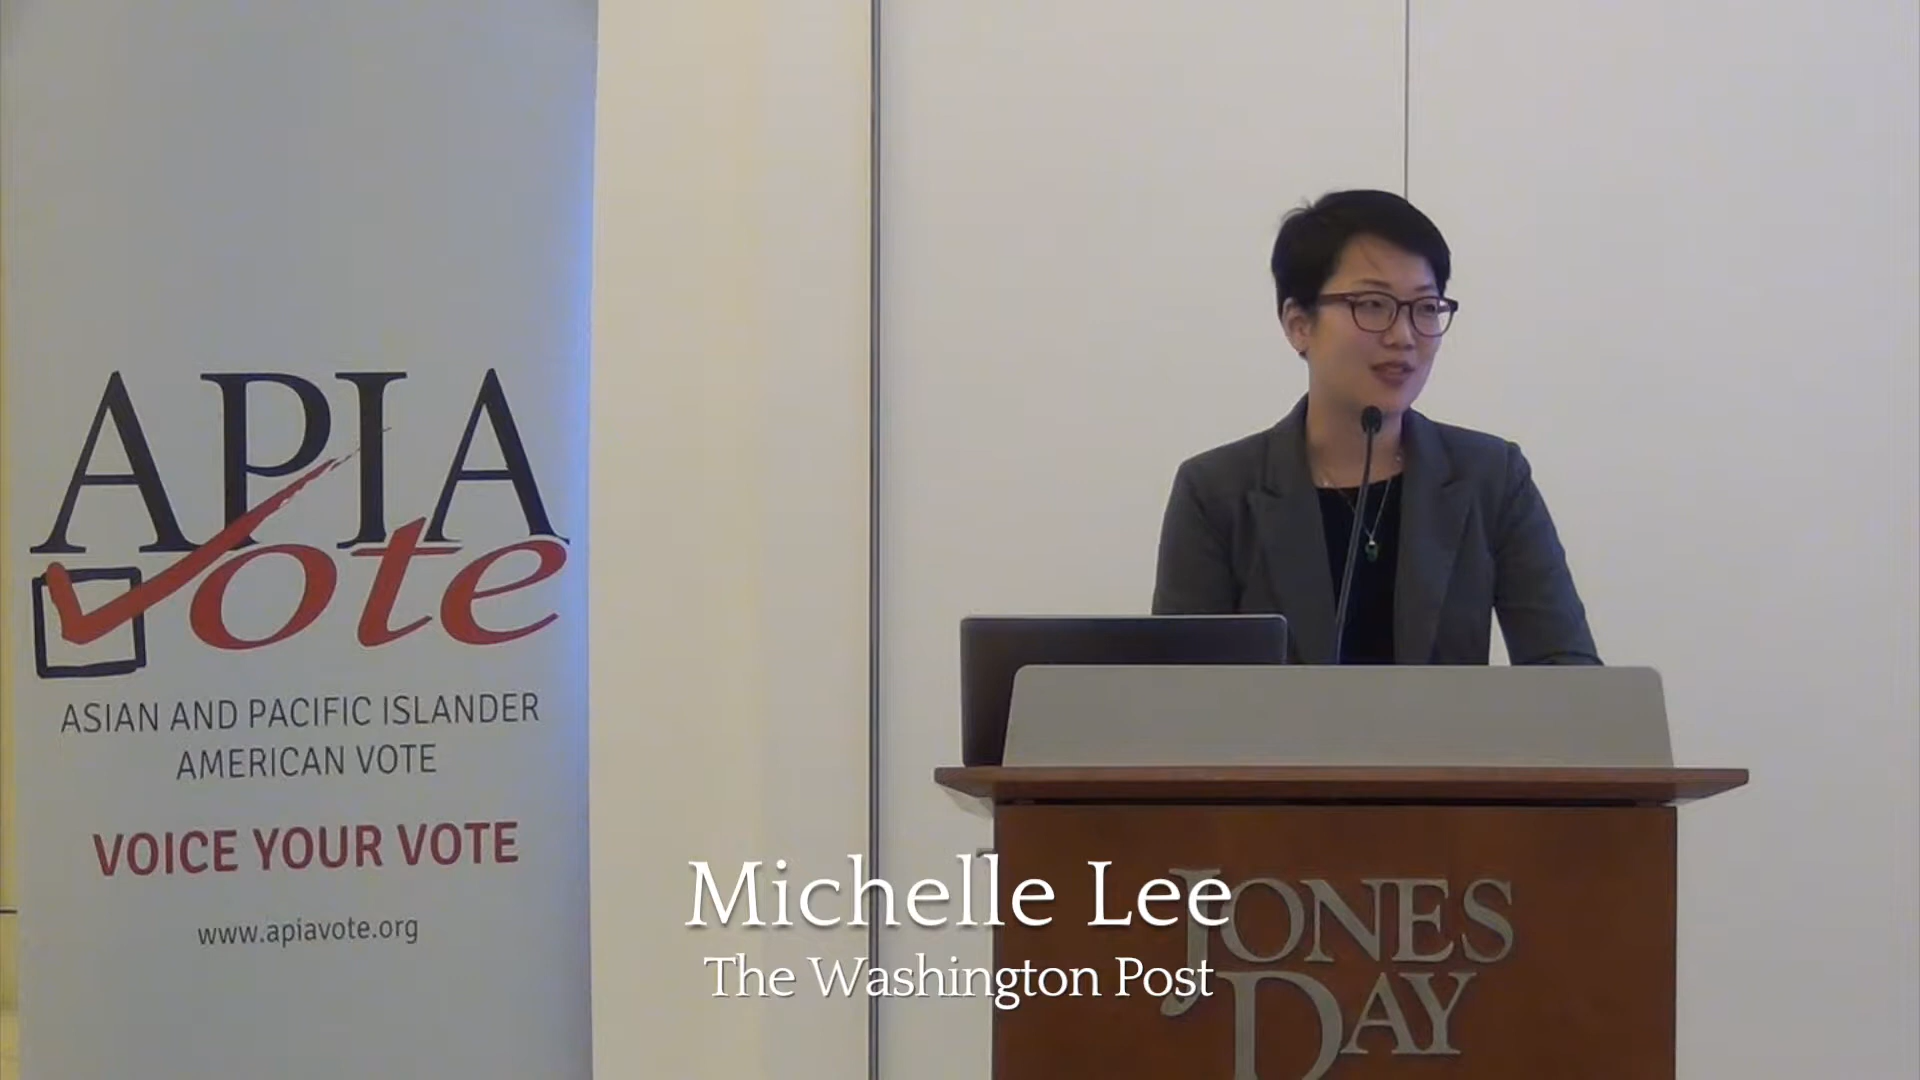 APIA
Vote
ASIAN AND PACIFIC ISLANDER
AMERICAN VOTE
VOICE YOUR VOTE
www.apiavote.org
Michelle Lee
The Washington Post
JONES
DAY